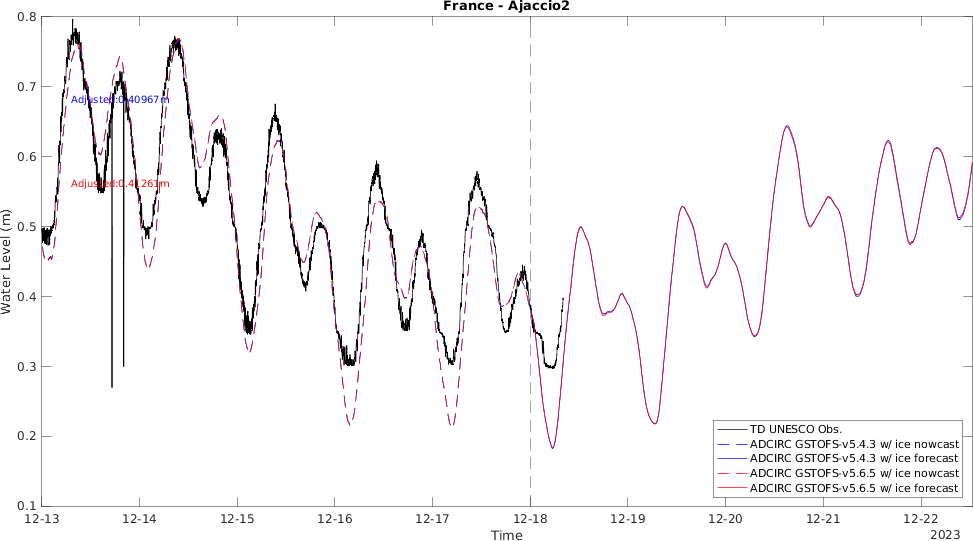 France - Ajaccio2
0.8
0.7
0.6
0.5
0.4
0.3
0.2
0.1
Water Level (m)
Adjusted:0.40967m
Adjusted:0.41261m
TD UNESCO Obs.
ADCIRC GSTOFS-v5.4.3 w/ ice nowcast
ADCIRC GSTOFS-v5.4.3 w/ ice forecast
ADCIRC GSTOFS-v5.6.5 w/ ice nowcast
ADCIRC GSTOFS-v5.6.5 w/ ice forecast
12-13 12-14 12-15 12-16 12-17 12-18 12-19 12-20 12-21 12-22
Time
2023